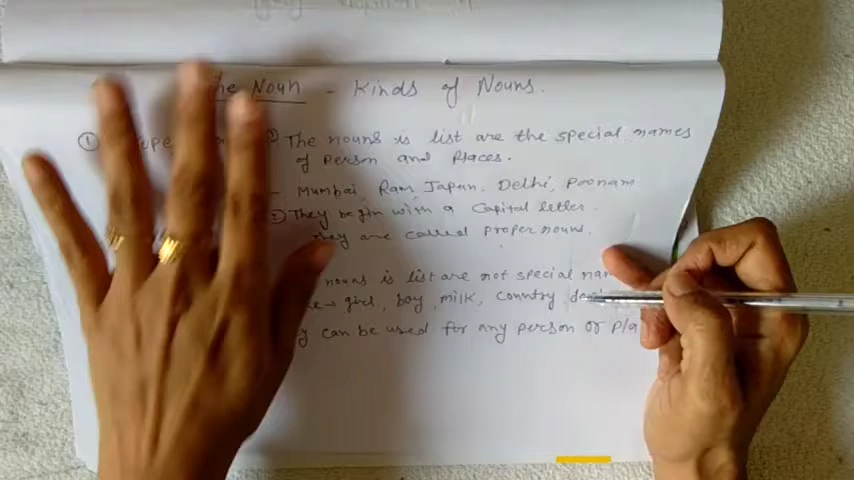 The Noun - Kinds of Nouns.
① The nouns is list are the special names
of Person and Places.
Mumbai, Ram Japan. Delhi, Poonam
They begin with a Capital letter.
they are called proper nouns.
nouns is list are not special
girl, boy, milk, country
can be used for any person or